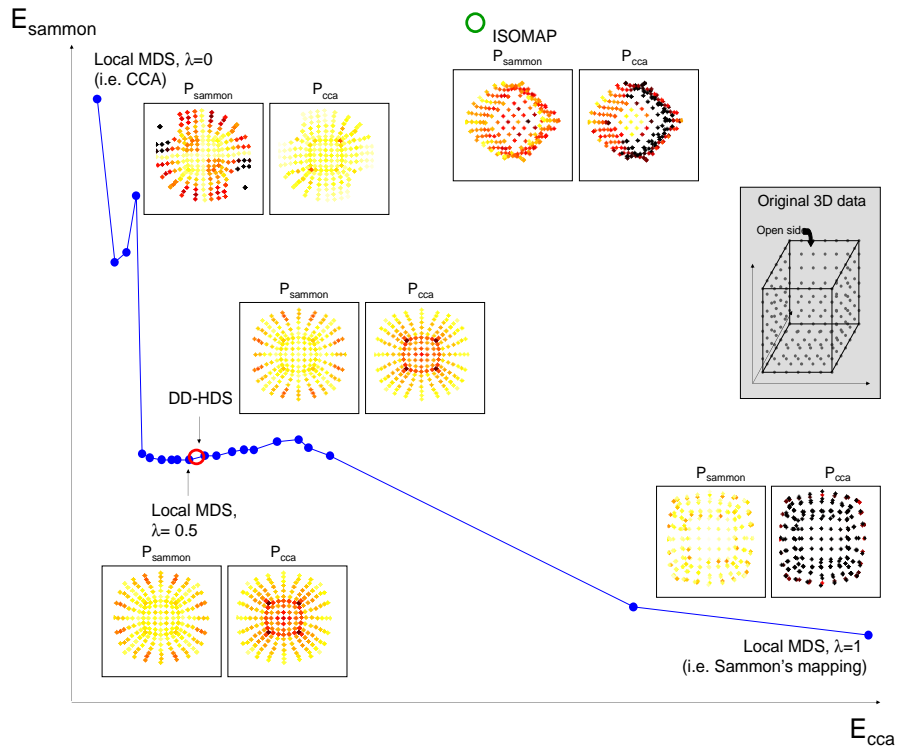 E_sammon
ISOMAP
P_sammon
P_cca
Local MDS, λ=0
(i.e. CCA)
P_sammon
P_cca
Original 3D data
Open side
P_sammon
P_cca
DD-HDS
Local MDS,
λ= 0.5
P_sammon
P_cca
P_sammon
P_cca
Local MDS, λ=1
(i.e. Sammon's mapping)
E_cca